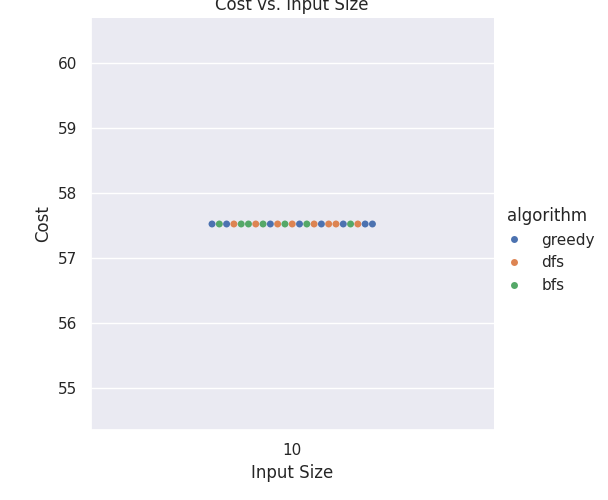 Cost vs. Input Size
60
59
58
57
56
55
Cost
10
Input Size
algorithm
greedy
dfs
bfs